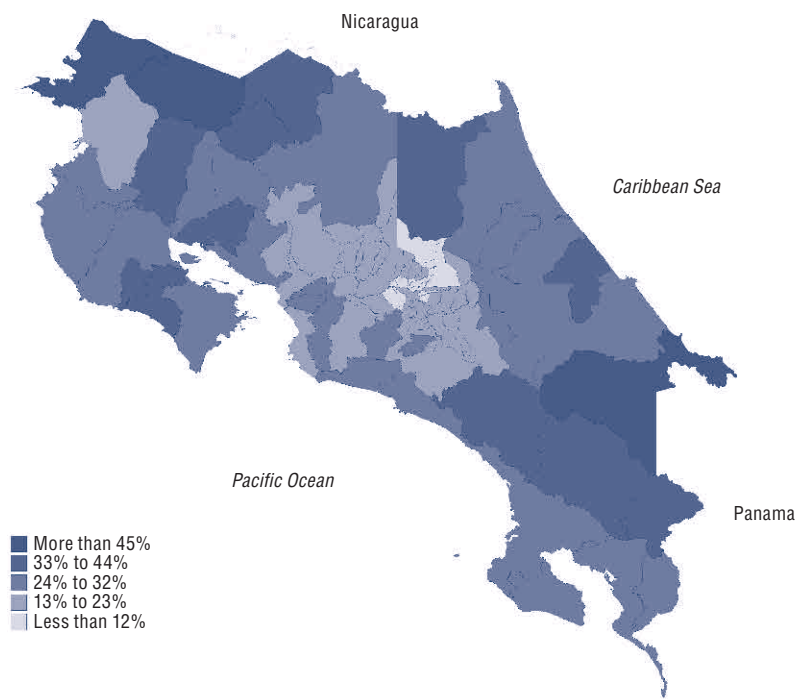 Nicaragua
Caribbean Sea
Pacific Ocean
Panama
More than 45%
33% to 44%
24% to 32%
13% to 23%
Less than 12%